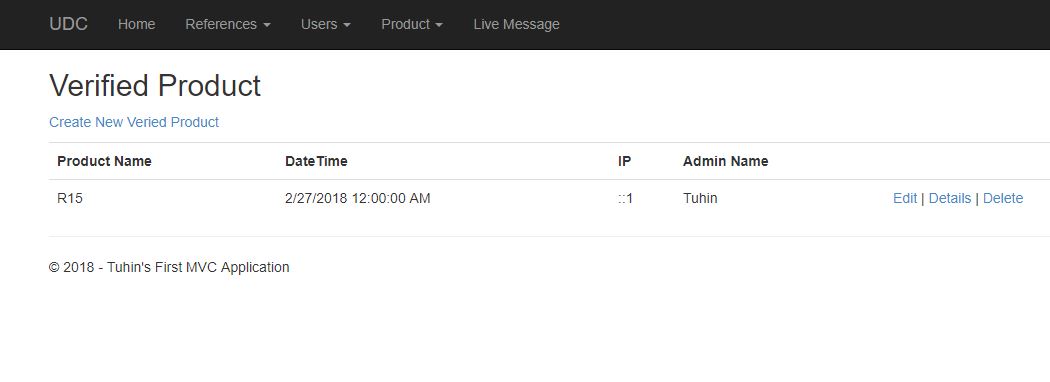 UDC Home References Users Product Live Message
Verified Product
Create New Veried Product
Product Name DateTime IP Admin Name
R15 2/27/2018 12:00:00 AM ::1 Tuhin Edit | Details | Delete
© 2018 - Tuhin's First MVC Application